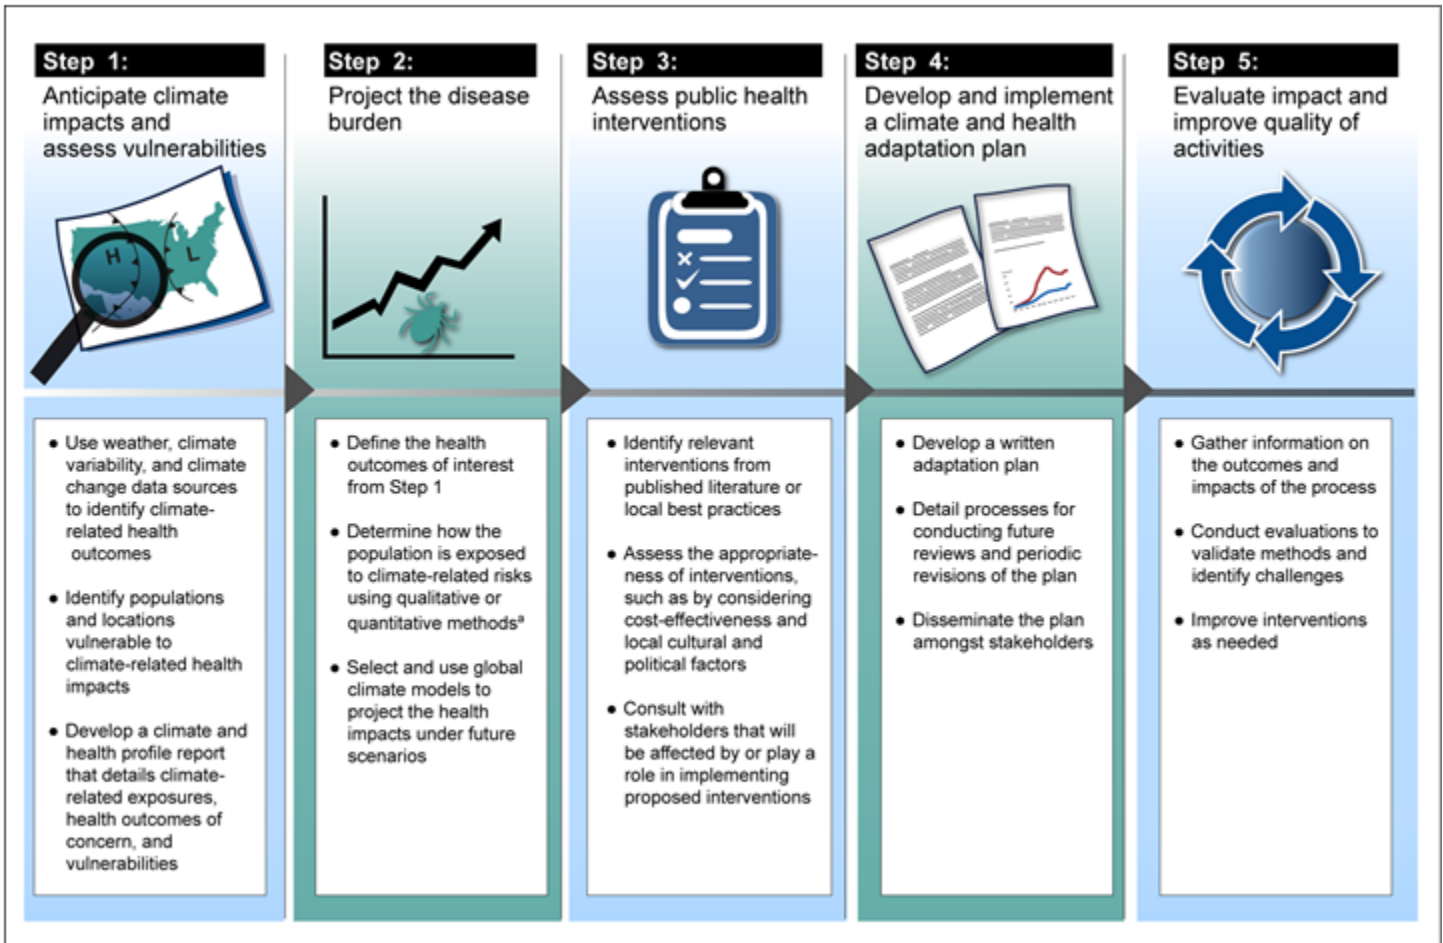 Step 1:
Anticipate climate
impacts and
assess vulnerabilities
H
L
● Use weather, climate
variability, and climate
change data sources
to identify climate-
related health
outcomes
● Identify populations
and locations
vulnerable to
climate-related health
impacts
● Develop a climate and
health profile report
that details climate-
related exposures,
health outcomes of
concern, and
vulnerabilities
Step 2:
Project the disease
burden
● Define the health
outcomes of interest
from Step 1
● Determine how the
population is exposed
to climate-related risks
using qualitative or
quantitative methodsª
● Select and use global
climate models to
project the health
impacts under future
scenarios
Step 3:
Assess public health
interventions
● Identify relevant
interventions from
published literature or
local best practices
● Assess the appropriate-
ness of interventions,
such as by considering
cost-effectiveness and
local cultural and
political factors
● Consult with
stakeholders that will
be affected by or play a
role in implementing
proposed interventions
Step 4:
Develop and implement
a climate and health
adaptation plan
● Develop a written
adaptation plan
● Detail processes for
conducting future
reviews and periodic
revisions of the plan
● Disseminate the plan
amongst stakeholders
Step 5:
Evaluate impact and
improve quality of
activities
● Gather information on
the outcomes and
impacts of the process
● Conduct evaluations to
validate methods and
identify challenges
● Improve interventions
as needed